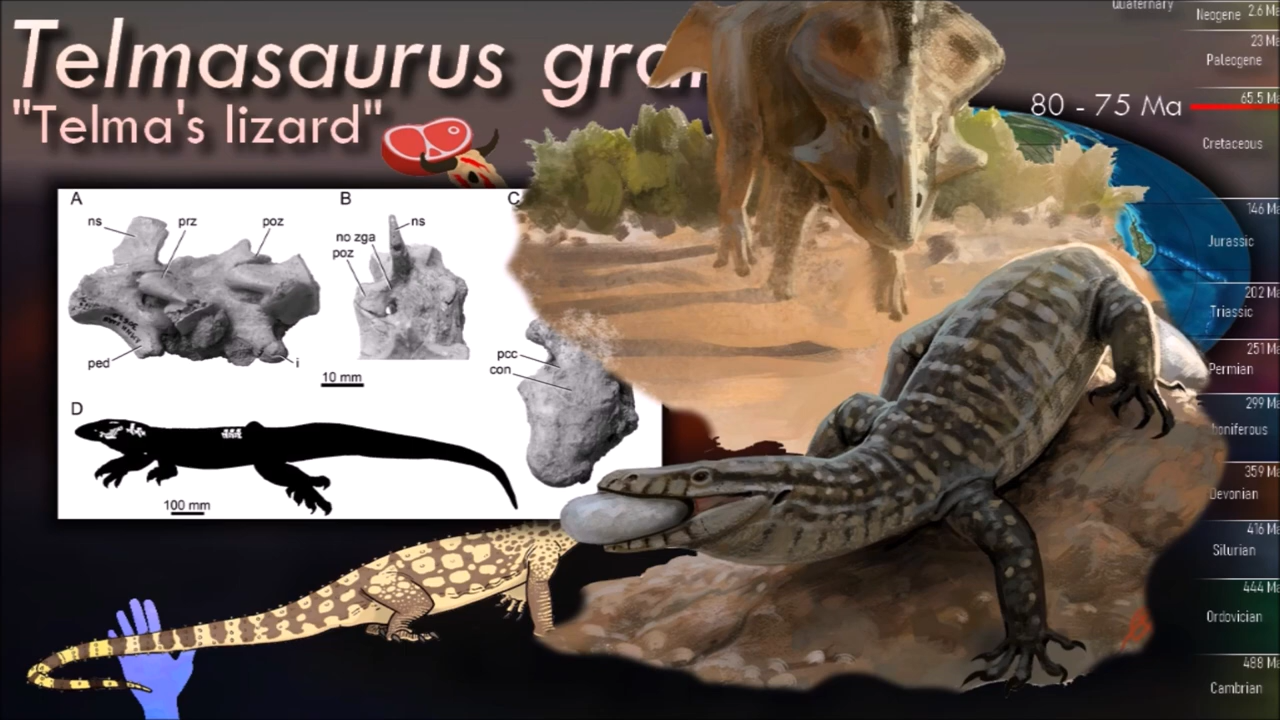 Telmasaurus gra
"Telma's lizard"
80 - 75 Ma
quaternary
Neogene 2.6 Ma
23 Ma
Paleogene
65.5 Ma
Cretaceous
146 Ma
Jurassic
202 Ma
Triassic
251 Ma
Permian
299 Ma
boniferous
359 Ma
Devonian
416 Ma
Silurian
444 Ma
Ordovician
488 Ma
Cambrian
A
ns
prz
poz
ped
i
B
ns
no zga
poz
10 mm
C
pcc
con
D
100 mm